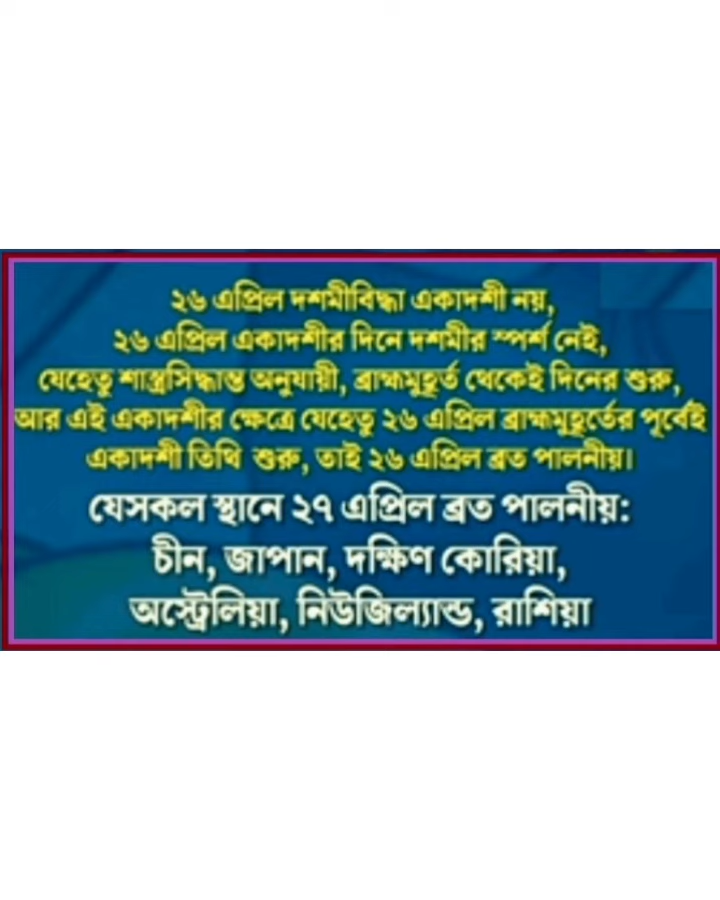 ২৬ এপ্রিল দশমীবিদ্ধা একাদশী নয়,
২৬ এপ্রিল একাদশীর দিনে দশমীর স্পর্শ নেই,
যেহেতু শাস্ত্রসিদ্ধান্ত অনুযায়ী, ব্রাহ্মমুহূর্ত থেকেই দিনের শুরু,
আর এই একাদশীর ক্ষেত্রে যেহেতু ২৬ এপ্রিল ব্রাহ্মমুহূর্তের পূর্বেই
একাদশী তিথি শুরু, তাই ২৬ এপ্রিল ব্রত পালনীয়।
যেসকল স্থানে ২৭ এপ্রিল ব্রত পালনীয়:
চীন, জাপান, দক্ষিণ কোরিয়া,
অস্ট্রেলিয়া, নিউজিল্যান্ড, রাশিয়া